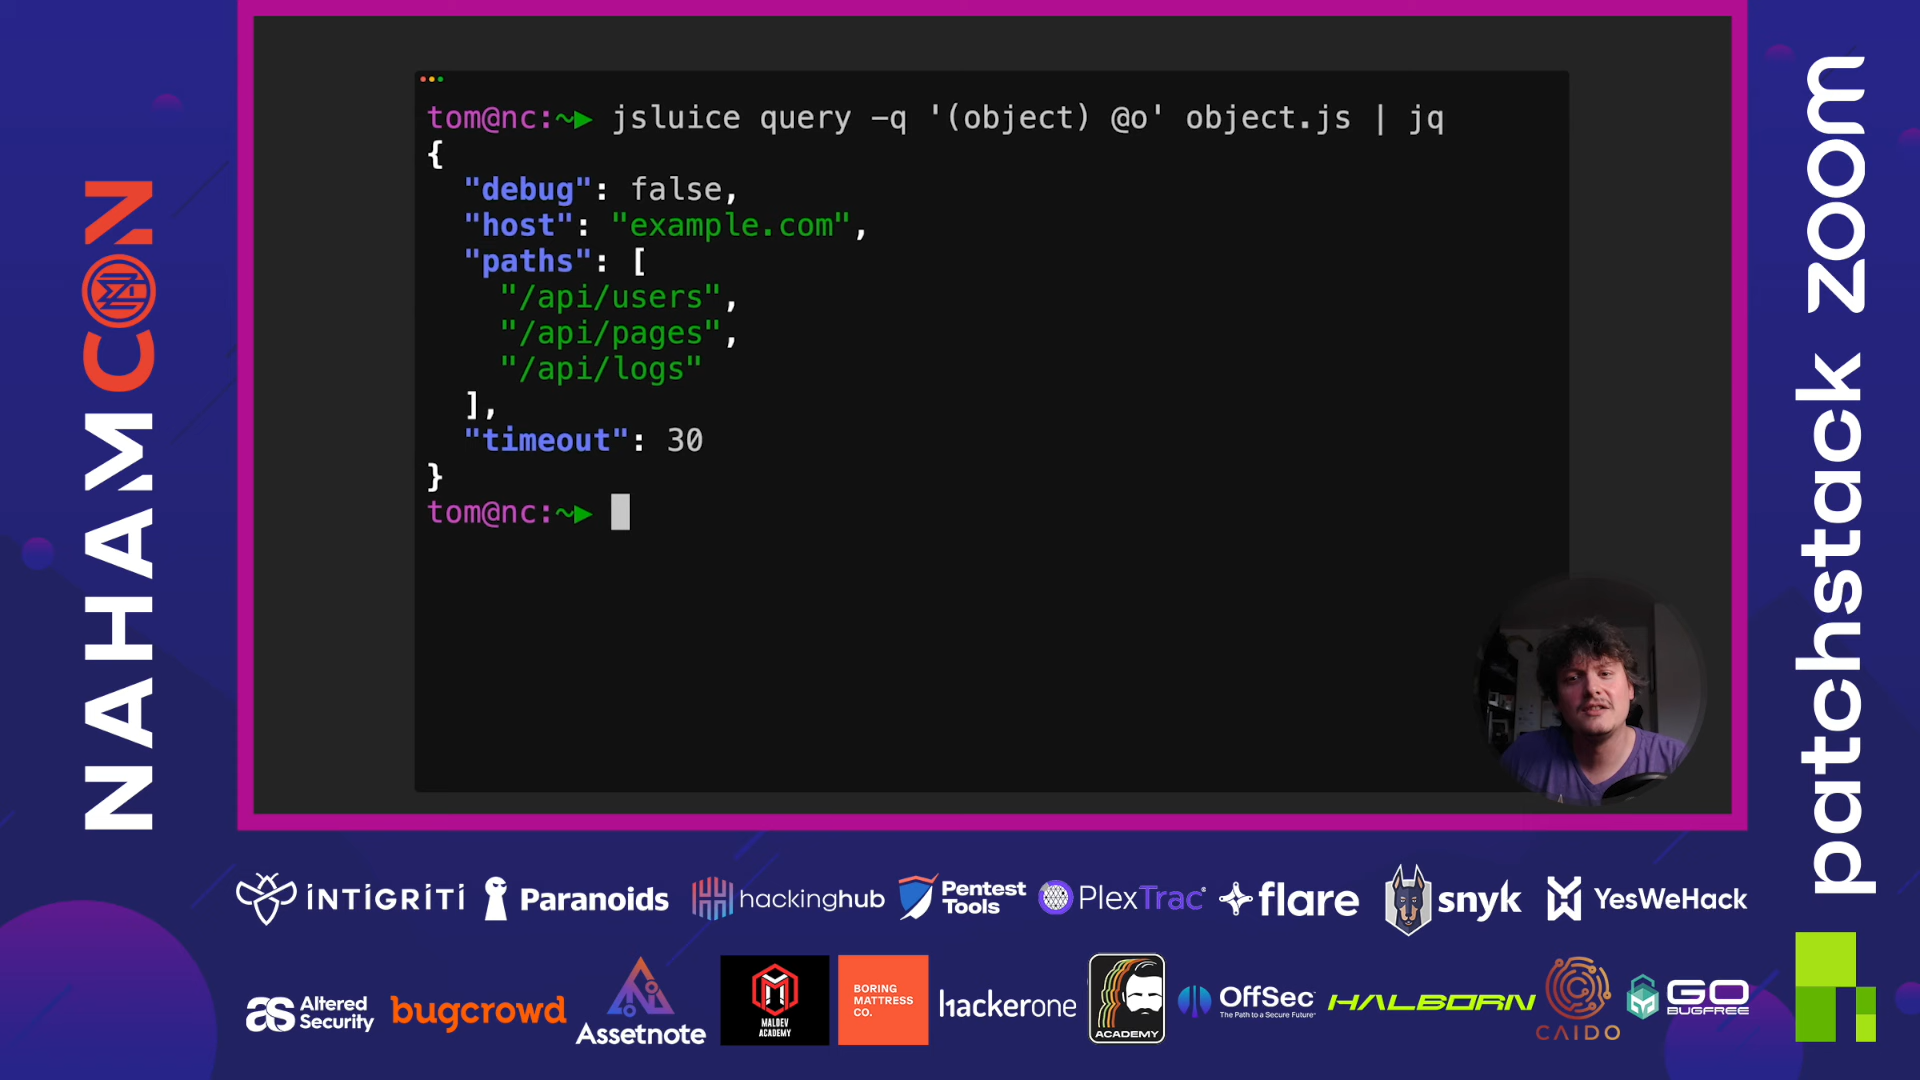 NAHAMCON
tom@nc:~▶ jsluice query -q '(object) @o' object.js | jq
{
"debug": false,
"host": "example.com",
"paths": [
"/api/users",
"/api/pages",
"/api/logs"
],
"timeout": 30
}
tom@nc:~▶
patchstack zoom
INTIGRITI Paranoids hackinghub Pentest
Tools PlexTrac flare snyk YesWeHack
as Altered
Security bugcrowd Assetnote
MALDEV
ACADEMY
BORING
MATTRESS
CO.
hackerone
ACADEMY
OffSec
The Path to a Secure Future™
HALBORN
CAIDO
GO
BUGFREE